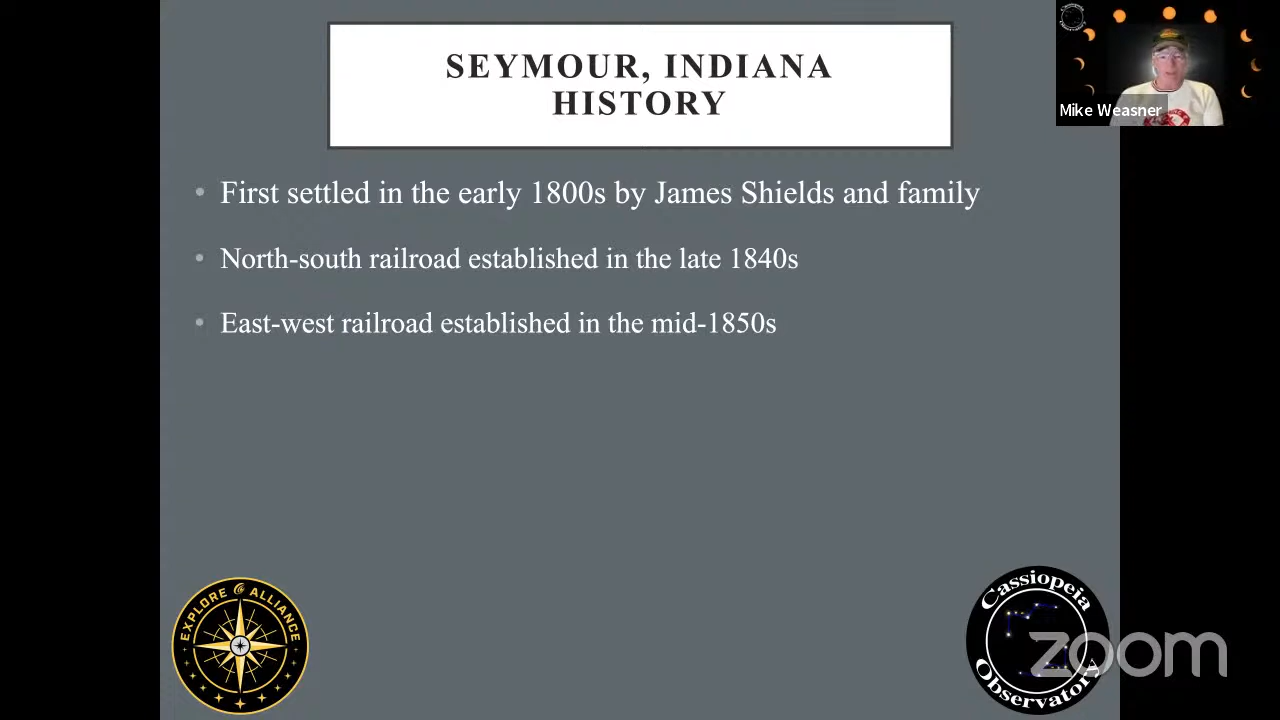 SEYMOUR, INDIANA
HISTORY
Mike Weasner
• First settled in the early 1800s by James Shields and family
• North-south railroad established in the late 1840s
• East-west railroad established in the mid-1850s
EXPLORE ALLIANCE
Cassiopeia
Observatory
zoom